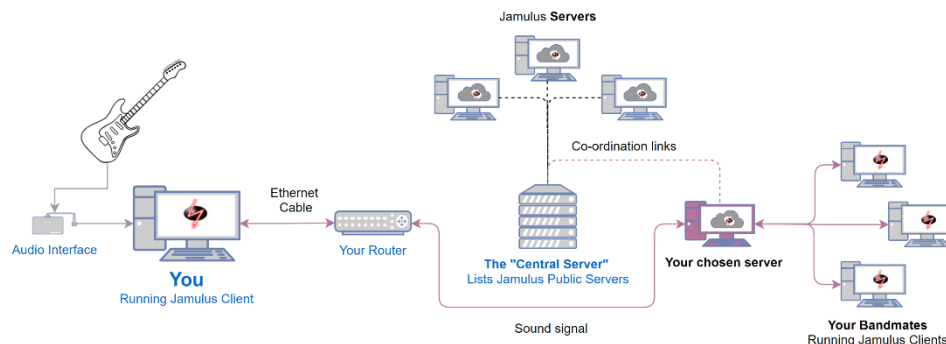 Jamulus Servers
Co-ordination links
Ethernet
Cable
Audio Interface
You
Running Jamulus Client
Your Router
The "Central Server"
Lists Jamulus Public Servers
Your chosen server
Sound signal
Your Bandmates
Running Jamulus Clients